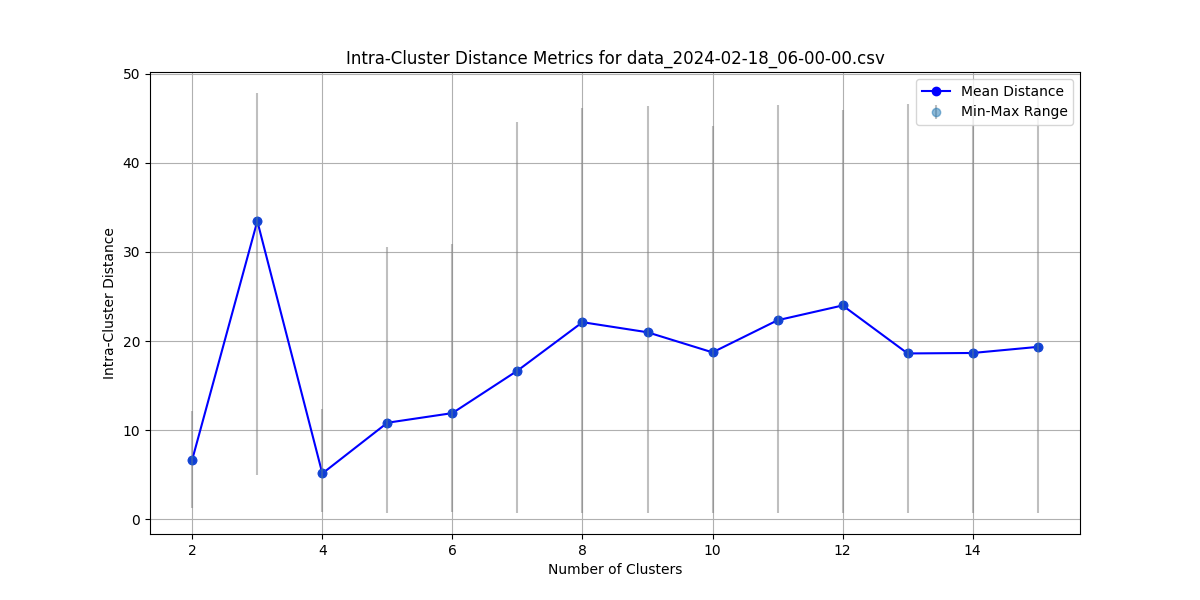 Intra-Cluster Distance Metrics for data_2024-02-18_06-00-00.csv
Mean Distance
Min-Max Range
Intra-Cluster Distance
50
40
30
20
10
0
2 4 6 8 10 12 14
Number of Clusters